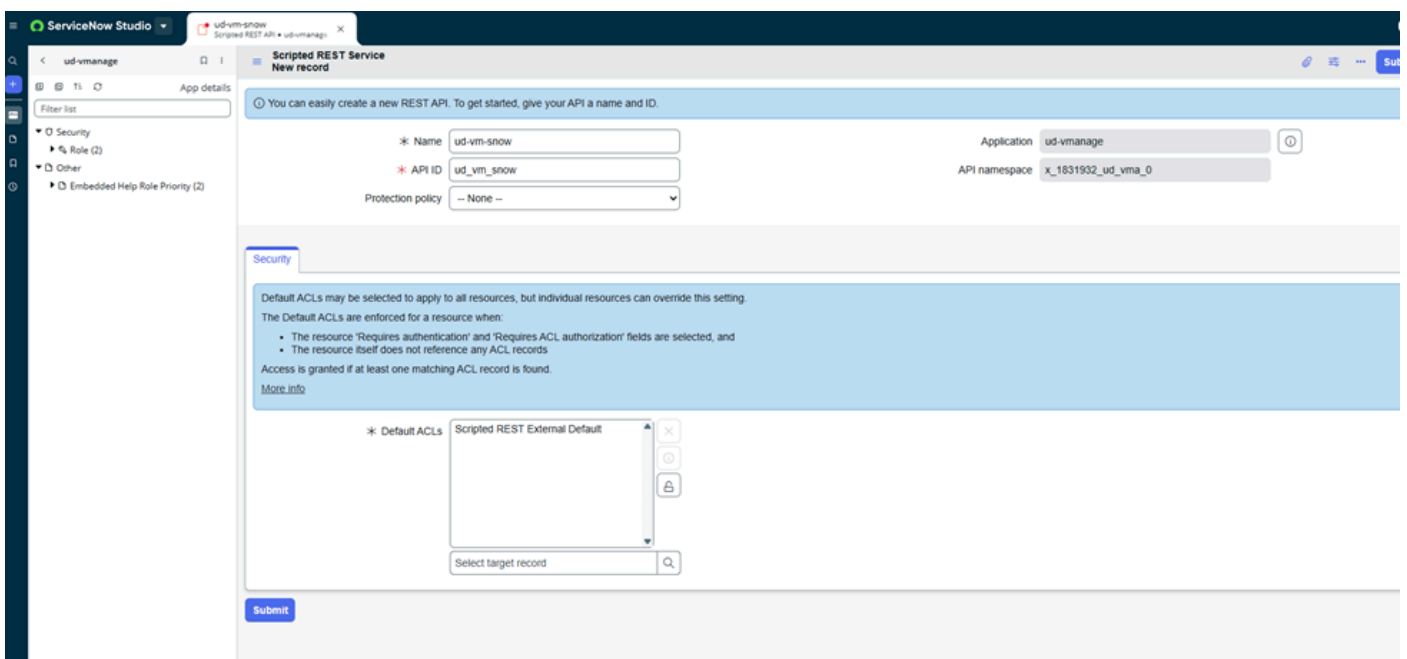 ServiceNow Studio
ud-vm-snow
Scripted REST API • ud-vmanage
ud-vmanage
App details
Filter list
Security
Role (2)
Other
Embedded Help Role Priority (2)
Scripted REST Service
New record
Sub
You can easily create a new REST API. To get started, give your API a name and ID.
Name ud-vm-snow
Application ud-vmanage
API ID ud_vm_snow
API namespace x_1831932_ud_vma_0
Protection policy -- None --
Security
Default ACLs may be selected to apply to all resources, but individual resources can override this setting.
The Default ACLs are enforced for a resource when:
• The resource 'Requires authentication' and 'Requires ACL authorization' fields are selected, and
• The resource itself does not reference any ACL records
Access is granted if at least one matching ACL record is found.
More info
Default ACLs Scripted REST External Default
Select target record
Submit